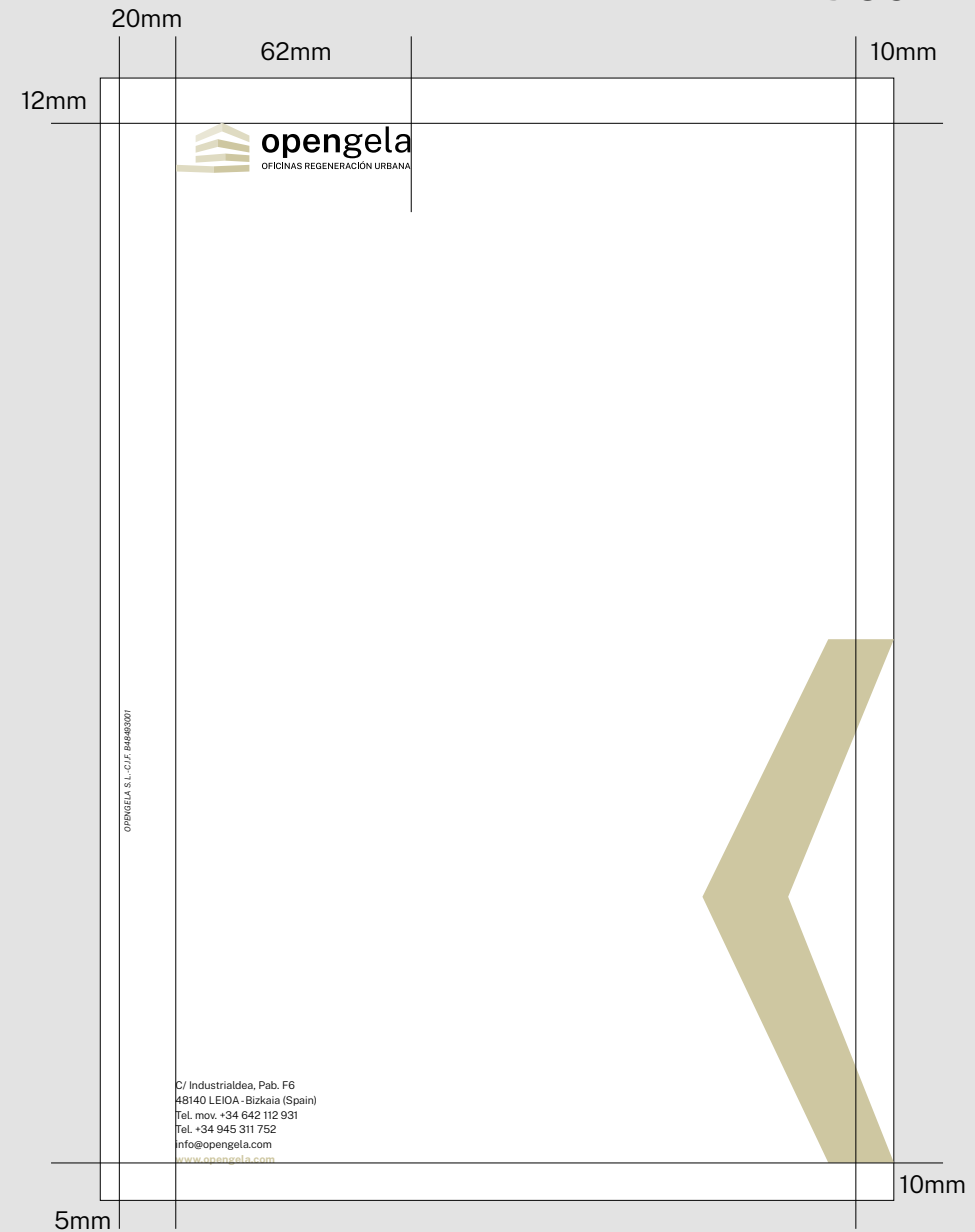 20mm
62mm
10mm
12mm
opengela
OFICINAS REGENERACIÓN URBANA
OPENGELA S.L.-C.I.F. B48493001
C/ Industrialdea, Pab. F6
48140 LEIOA - Bizkaia (Spain)
Tel. mov. +34 642 112 931
Tel. +34 945 311 752
info@opengela.com
www.opengela.com
10mm
5mm